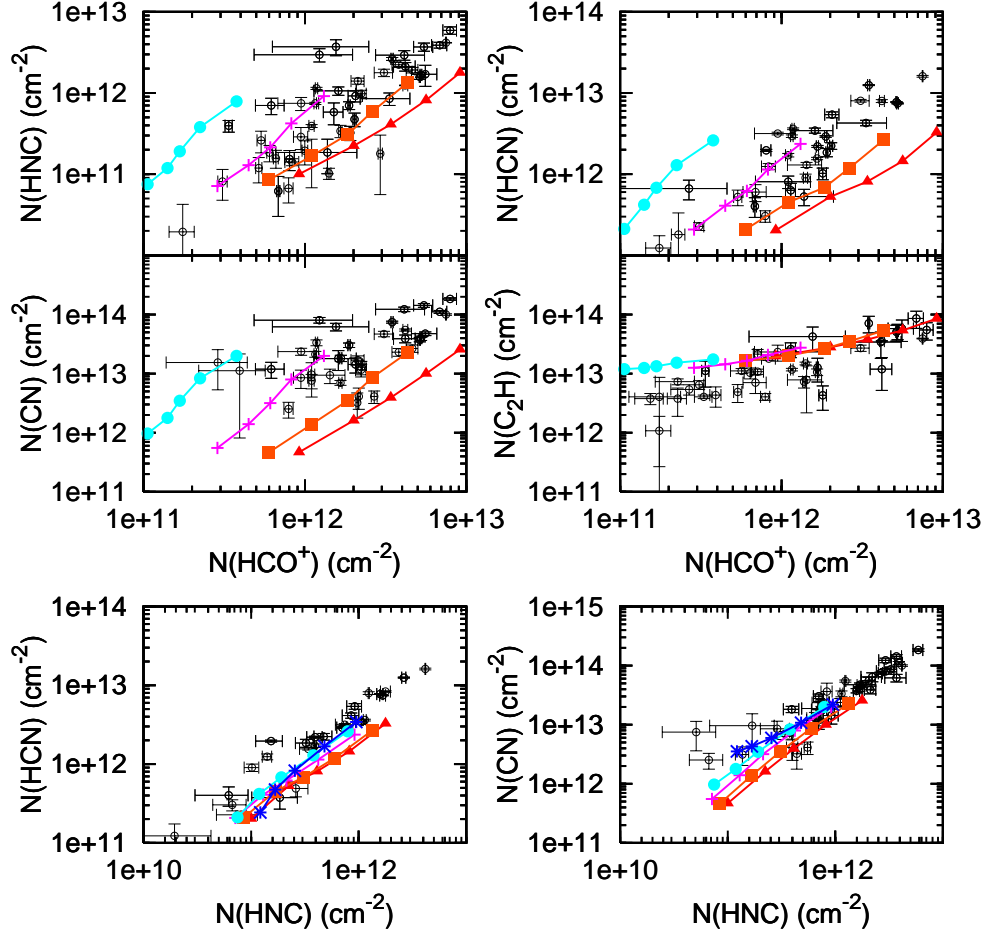 1e+13
1e+12
1e+11
N(HNC) (cm-2)
1e+14
1e+13
1e+12
N(HCN) (cm-2)
1e+14
1e+13
1e+12
1e+11
N(CN) (cm-2)
1e+11
1e+12
1e+13
N(HCO+) (cm-2)
1e+14
1e+13
1e+12
1e+11
N(C2H) (cm-2)
1e+11
1e+12
1e+13
N(HCO+) (cm-2)
1e+14
1e+13
1e+12
1e+11
N(HCN) (cm-2)
1e+10
1e+12
N(HNC) (cm-2)
1e+15
1e+14
1e+13
1e+12
1e+11
N(CN) (cm-2)
1e+10
1e+12
N(HNC) (cm-2)